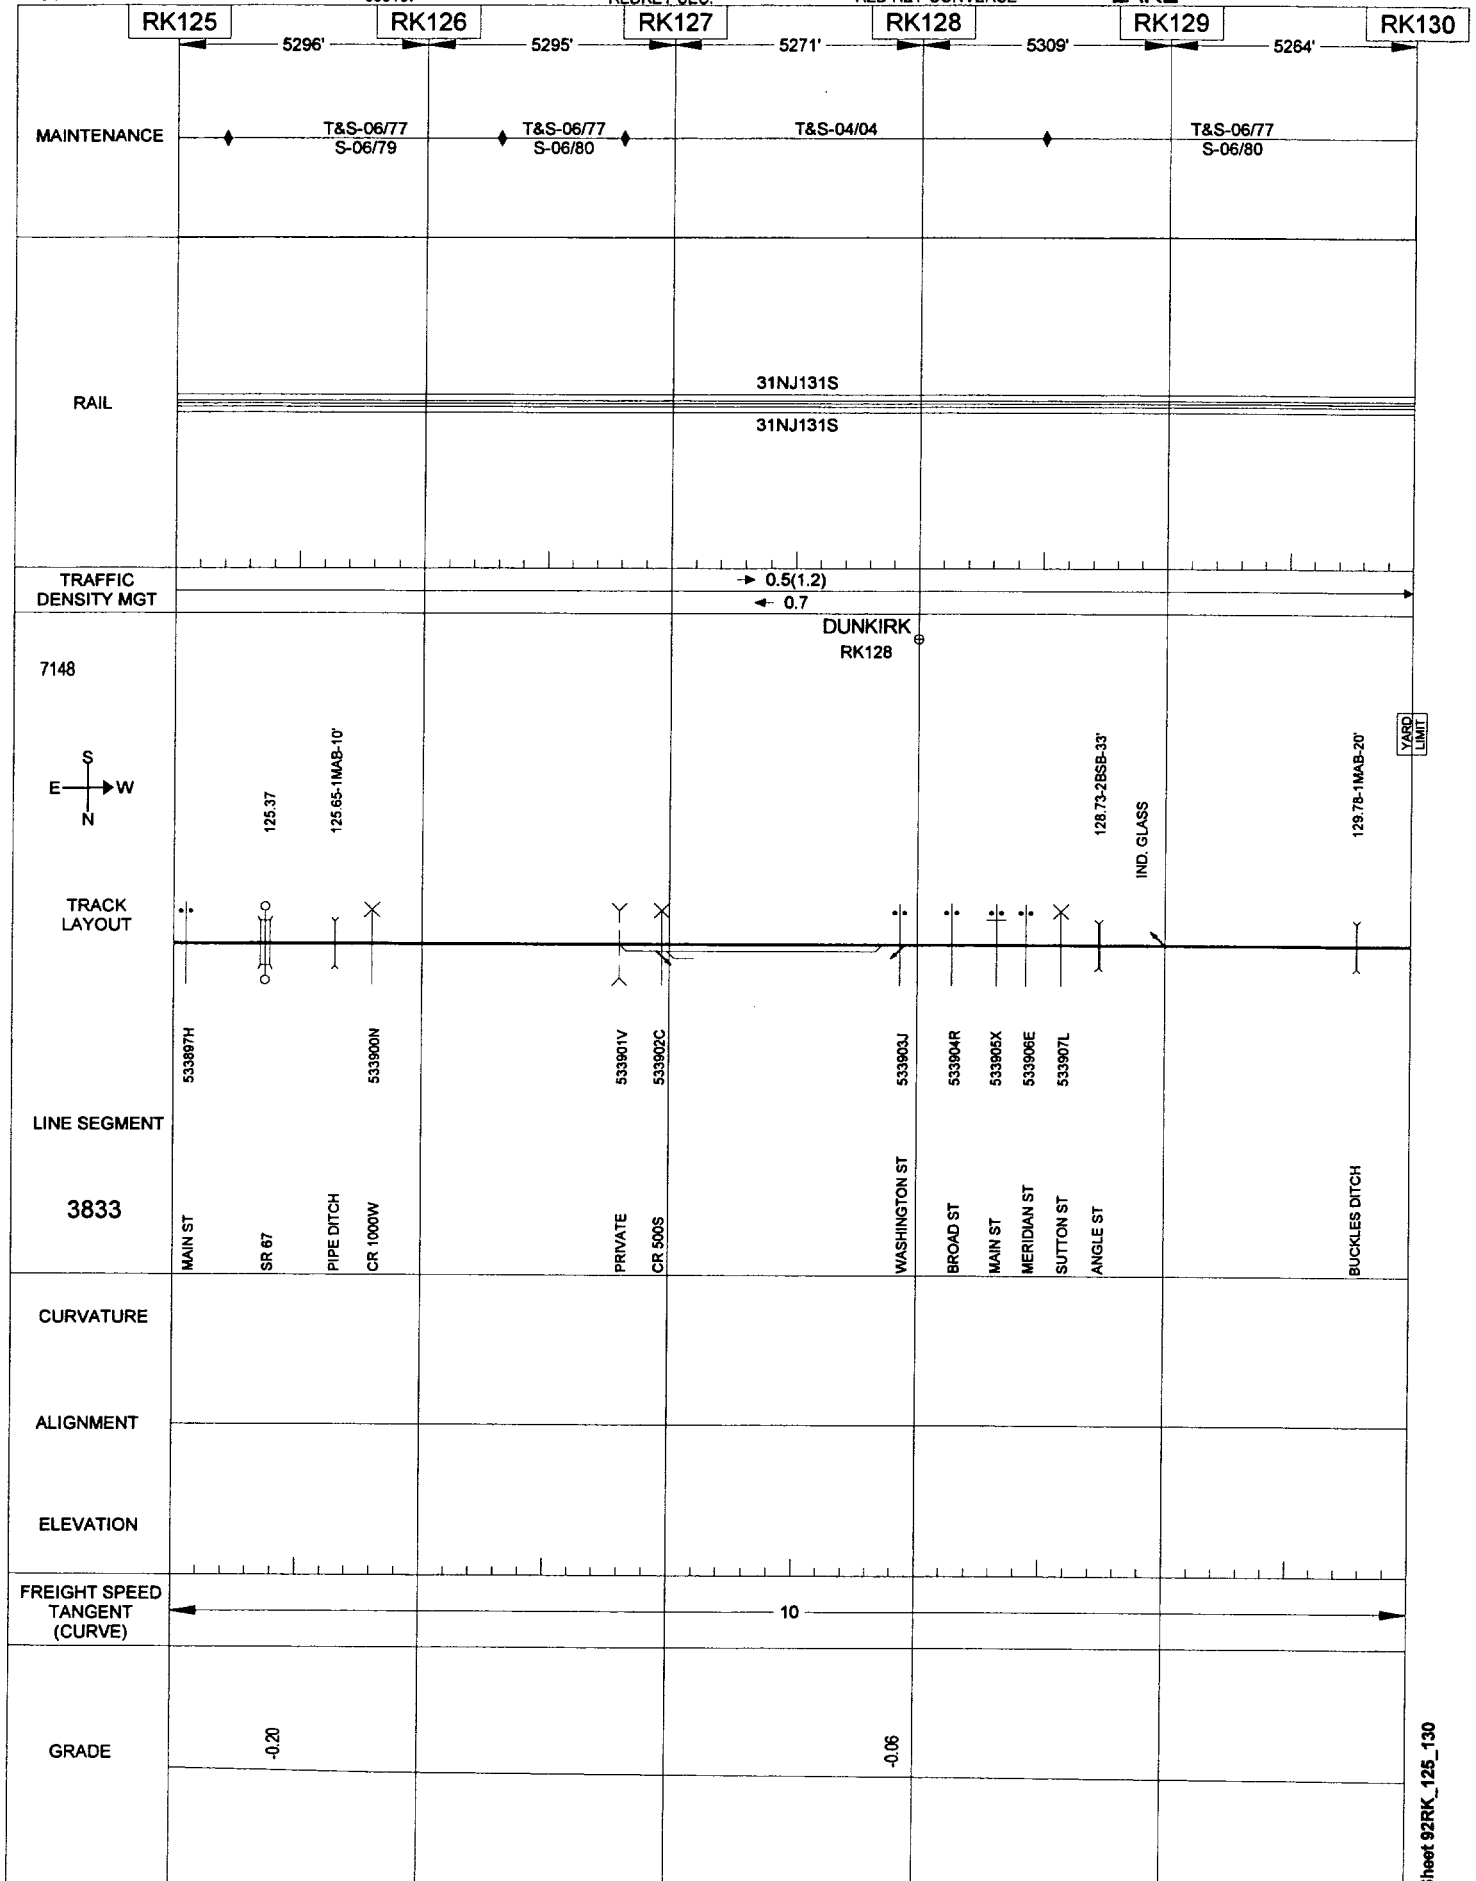 RK125 RK126 RK127 RK128 RK129 RK130
5296' 5295' 5271' 5309' 5264'
MAINTENANCE
T&S-06/77 T&S-06/77 T&S-04/04 T&S-06/77
S-06/79 S-06/80 S-06/80
RAIL
31NJ131S
31NJ131S
TRAFFIC
DENSITY MGT
0.5(1.2)
0.7
DUNKIRK
RK128
7148
YARD
LIMIT
S
E W
N
125.37
125.65-1MAB-10'
128.73-2BSB-33'
IND. GLASS
129.78-1MAB-20'
TRACK
LAYOUT
533897H
533900N
533901V
533902C
533903J
533904R
533905X
533906E
533907L
LINE SEGMENT
3833
MAIN ST
SR 67
PIPE DITCH
CR 1000W
PRIVATE
CR 500S
WASHINGTON ST
BROAD ST
MAIN ST
MERIDIAN ST
SUTTON ST
ANGLE ST
BUCKLES DITCH
CURVATURE
ALIGNMENT
ELEVATION
FREIGHT SPEED
TANGENT
(CURVE)
10
GRADE
-0.20
-0.06
Sheet 92RK_125_130